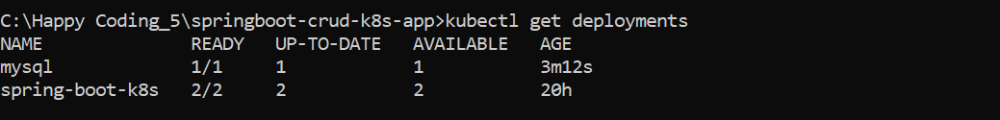 C:\Happy Coding_5\springboot-crud-k8s-app>kubectl get deployments
NAME              READY   UP-TO-DATE   AVAILABLE   AGE
mysql             1/1     1            1           3m12s
spring-boot-k8s   2/2     2            2           20h